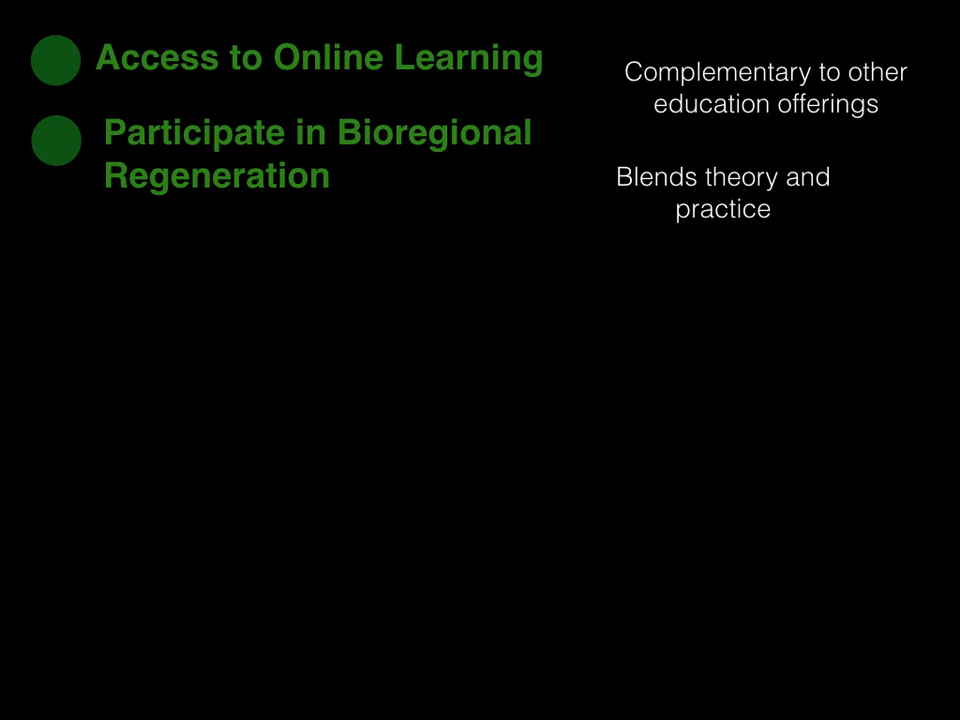 Access to Online Learning
Complementary to other
education offerings
Participate in Bioregional
Regeneration
Blends theory and
practice